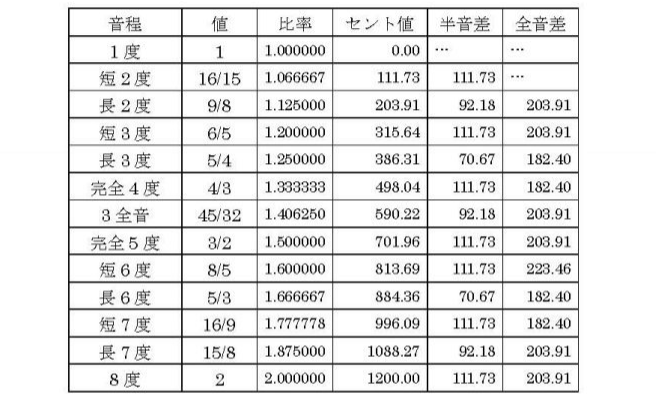 音程 値 比率 セント値 半音差 全音差
1度 1 1.000000 0.00 … …
短2度 16/15 1.066667 111.73 111.73 …
長2度 9/8 1.125000 203.91 92.18 203.91
短3度 6/5 1.200000 315.64 111.73 203.91
長3度 5/4 1.250000 386.31 70.67 182.40
完全4度 4/3 1.333333 498.04 111.73 182.40
3全音 45/32 1.406250 590.22 92.18 203.91
完全5度 3/2 1.500000 701.96 111.73 203.91
短6度 8/5 1.600000 813.69 111.73 223.46
長6度 5/3 1.666667 884.36 70.67 182.40
短7度 16/9 1.777778 996.09 111.73 182.40
長7度 15/8 1.875000 1088.27 92.18 203.91
8度 2 2.000000 1200.00 111.73 203.91